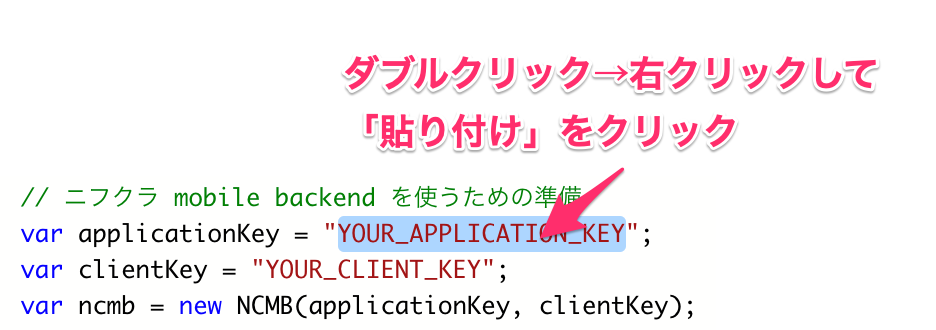 ダブルクリック→右クリックして
「貼り付け」をクリック
// ニフクラ mobile backend を使うための準備
var applicationKey = "YOUR_APPLICATION_KEY";
var clientKey = "YOUR_CLIENT_KEY";
var ncmb = new NCMB(applicationKey, clientKey);